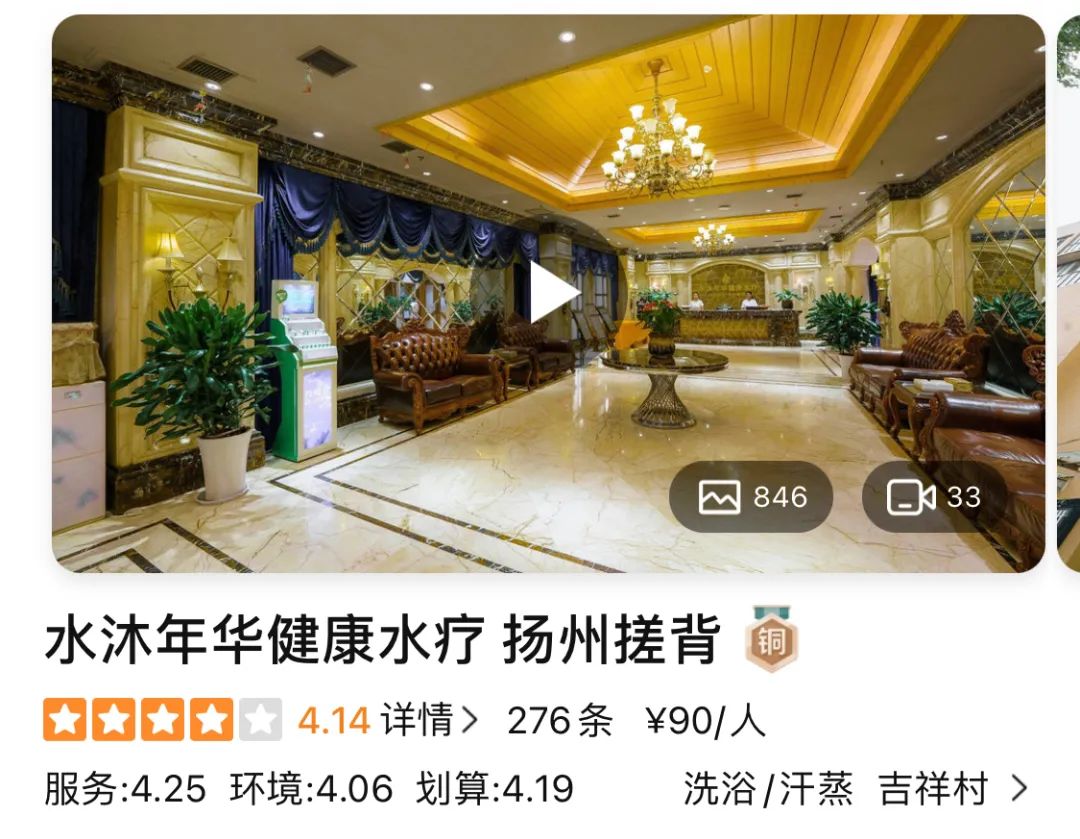 846
33
水沐年华健康水疗 扬州搓背 铜
4.14 详情 276条 ¥90/人
服务:4.25 环境:4.06 划算:4.19 洗浴/汗蒸 吉祥村